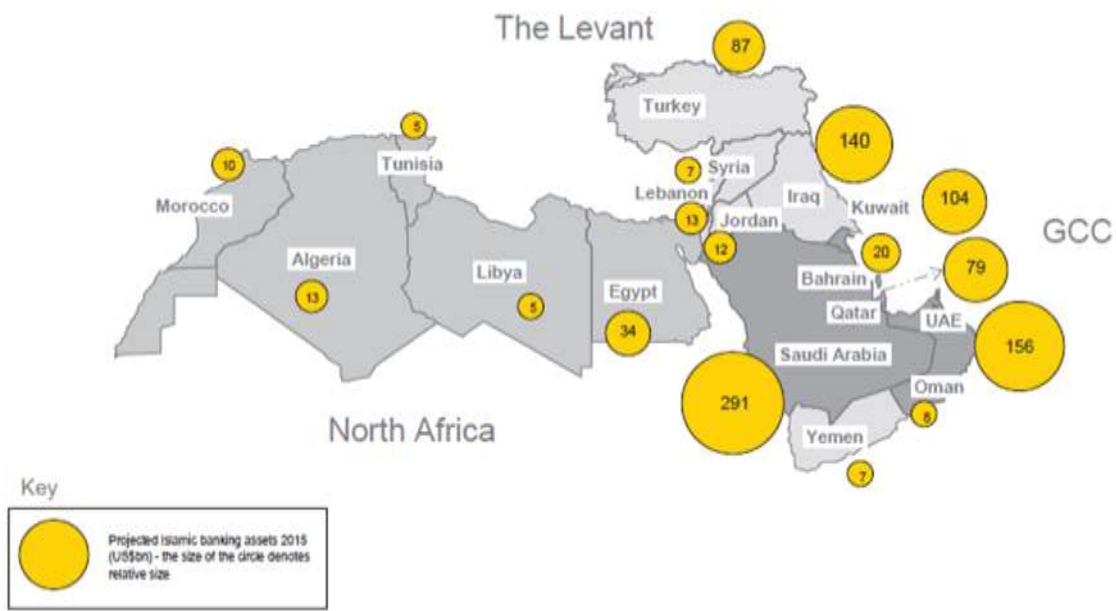 The Levant
87
Turkey
140
5
Tunisia
10
Morocco
7
Syria
Lebanon
Iraq
Kuwait
104
13
Jordan
12
GCC
Algeria
13
Libya
5
Egypt
34
20
Bahrain
79
Qatar
UAE
Saudi Arabia
156
291
Oman
North Africa
Yemen
7
Key
Projected Islamic banking assets 2015
(US$bn) - the size of the circle denotes
relative size